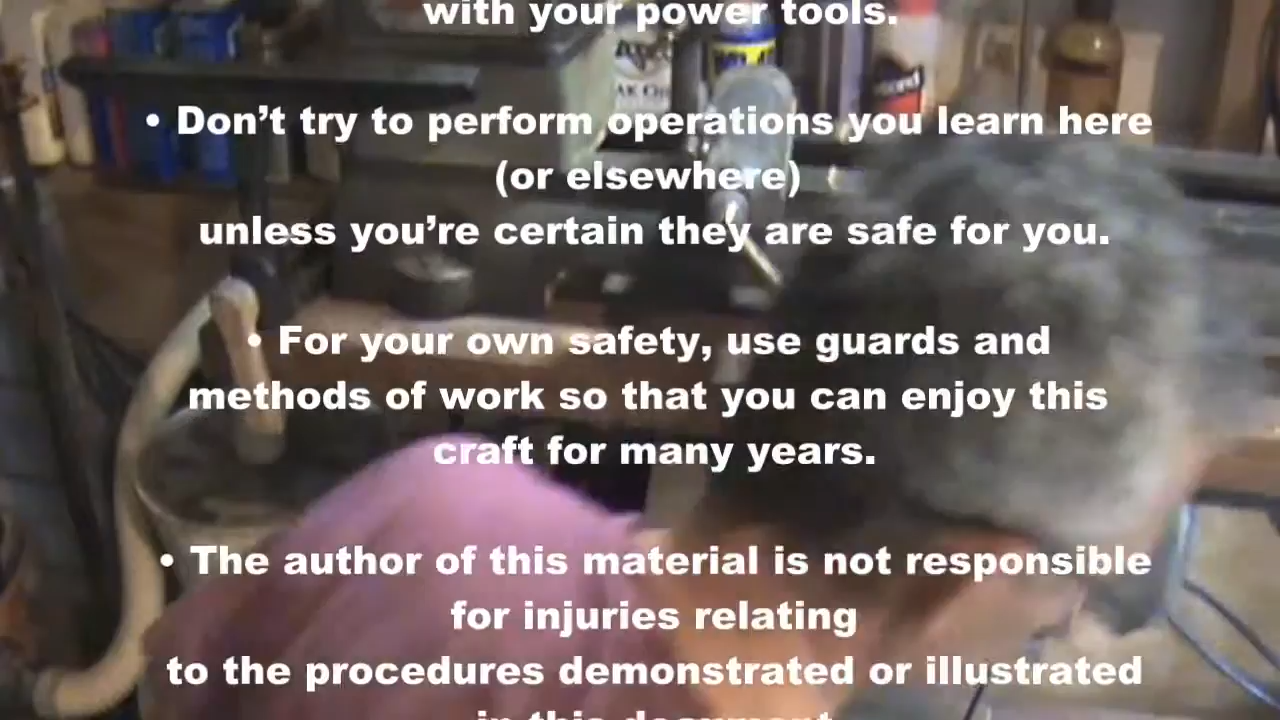 with your power tools.
• Don’t try to perform operations you learn here
(or elsewhere)
unless you’re certain they are safe for you.
• For your own safety, use guards and
methods of work so that you can enjoy this
craft for many years.
• The author of this material is not responsible
for injuries relating
to the procedures demonstrated or illustrated
in this document